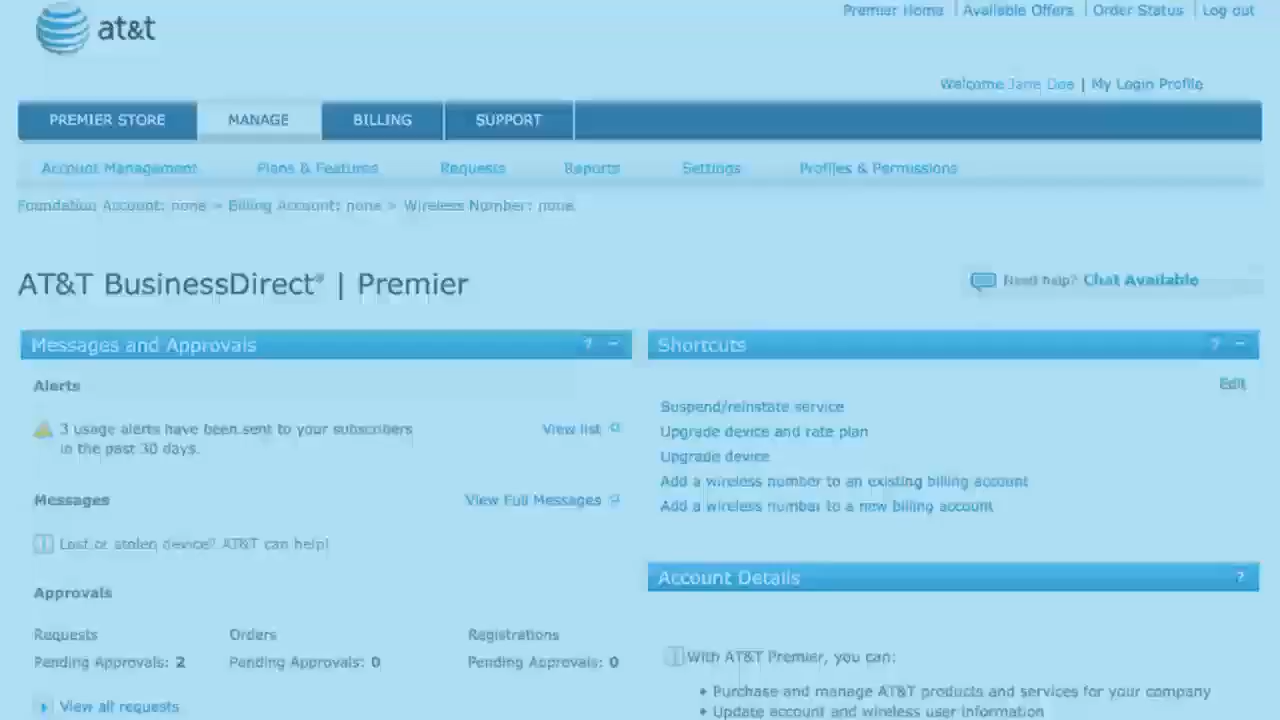 at&t
Premier Home | Available Offers | Order Status | Log out
Welcome Jane Doe | My Login Profile
PREMIER STORE MANAGE BILLING SUPPORT
Account Management Plans & Features Requests Reports Settings Profiles & Permissions
Foundation Account: none > Billing Account: none > Wireless Number: none
AT&T BusinessDirect® | Premier
Need help? Chat Available
Messages and Approvals ? −
Alerts
3 usage alerts have been sent to your subscribers
in the past 30 days.
View list
Messages
View Full Messages
Lost or stolen device? AT&T can help!
Approvals
Requests Orders Registrations
Pending Approvals: 2 Pending Approvals: 0 Pending Approvals: 0
View all requests
Shortcuts ? −
Edit
Suspend/reinstate service
Upgrade device and rate plan
Upgrade device
Add a wireless number to an existing billing account
Add a wireless number to a new billing account
Account Details ?
With AT&T Premier, you can:
• Purchase and manage AT&T products and services for your company
• Update account and wireless user information